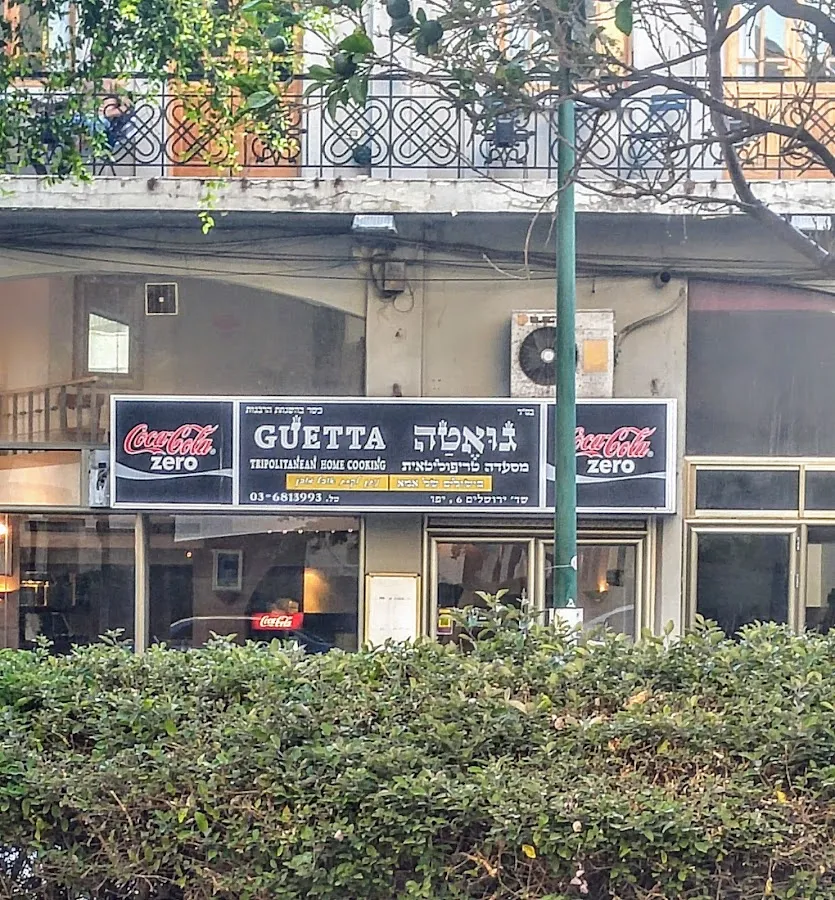 בס"ד
כשר בהשגחת הרבנות
Coca-Cola zero
GUETTA
גואטה
Coca-Cola zero
TRIPOLITANEAN HOME COOKING
מסעדה טריפוליטאית
בישולים של אמא
03-6813993 טל.
שד' ירושלים 6, יפו
Coca-Cola